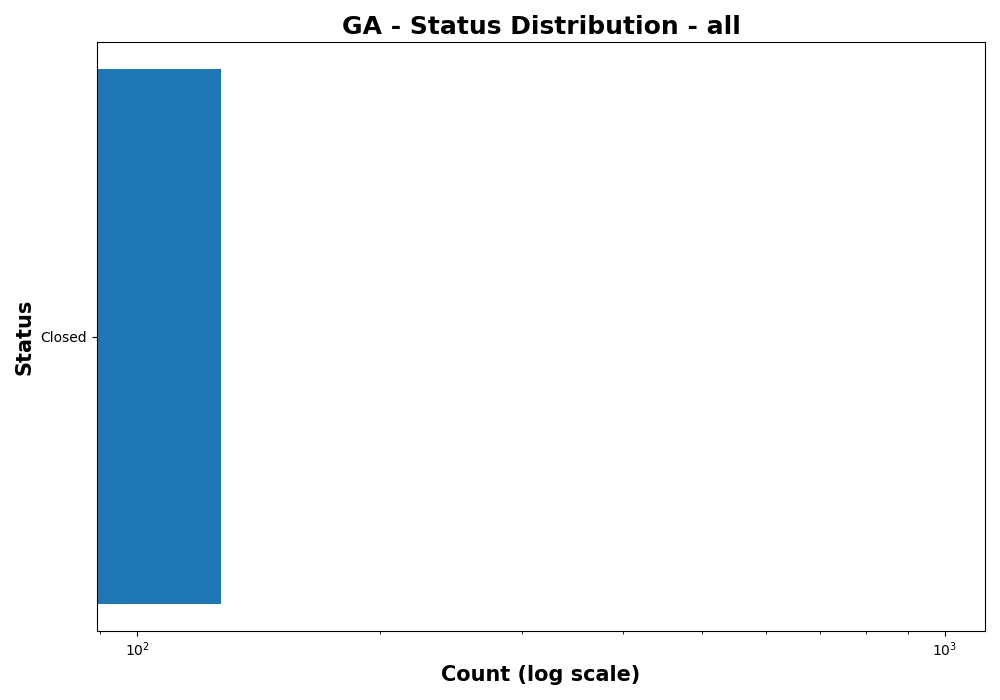 GA - Status Distribution - all
Status
Closed
10²
10³
Count (log scale)